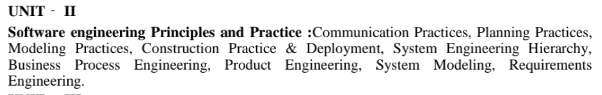 UNIT - II
Software engineering Principles and Practice :Communication Practices, Planning Practices,
Modeling Practices, Construction Practice & Deployment, System Engineering Hierarchy,
Business Process Engineering, Product Engineering, System Modeling, Requirements
Engineering.